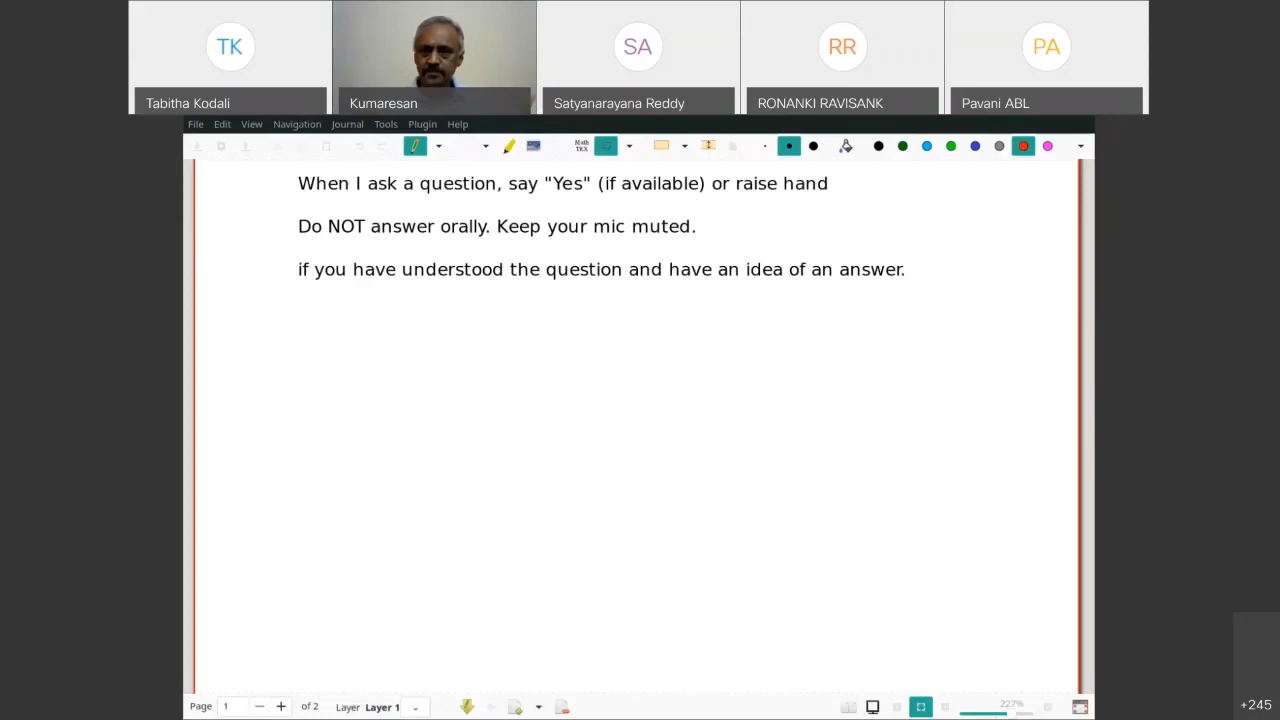 TK
SA
RR
PA
Tabitha Kodali
Kumaresan
Satyanarayana Reddy
RONANKI RAVISANK
Pavani ABL
File Edit View Navigation Journal Tools Plugin Help
Math
TEX
When I ask a question, say "Yes" (if available) or raise hand
Do NOT answer orally. Keep your mic muted.
if you have understood the question and have an idea of an answer.
Page 1 of 2 Layer Layer 1
227%
+245